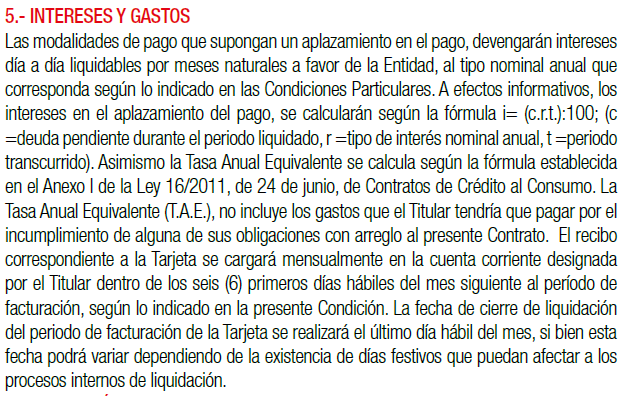 5.- INTERESES Y GASTOS
Las modalidades de pago que supongan un aplazamiento en el pago, devengarán intereses
día a día liquidables por meses naturales a favor de la Entidad, al tipo nominal anual que
corresponda según lo indicado en las Condiciones Particulares. A efectos informativos, los
intereses en el aplazamiento del pago, se calcularán según la fórmula i= (c.r.t.):100; (c
=deuda pendiente durante el periodo liquidado, r =tipo de interés nominal anual, t =periodo
transcurrido). Asimismo la Tasa Anual Equivalente se calcula según la fórmula establecida
en el Anexo I de la Ley 16/2011, de 24 de junio, de Contratos de Crédito al Consumo. La
Tasa Anual Equivalente (T.A.E.), no incluye los gastos que el Titular tendría que pagar por el
incumplimiento de alguna de sus obligaciones con arreglo al presente Contrato. El recibo
correspondiente a la Tarjeta se cargará mensualmente en la cuenta corriente designada
por el Titular dentro de los seis (6) primeros días hábiles del mes siguiente al período de
facturación, según lo indicado en la presente Condición. La fecha de cierre de liquidación
del periodo de facturación de la Tarjeta se realizará el último día hábil del mes, si bien esta
fecha podrá variar dependiendo de la existencia de días festivos que puedan afectar a los
procesos internos de liquidación.